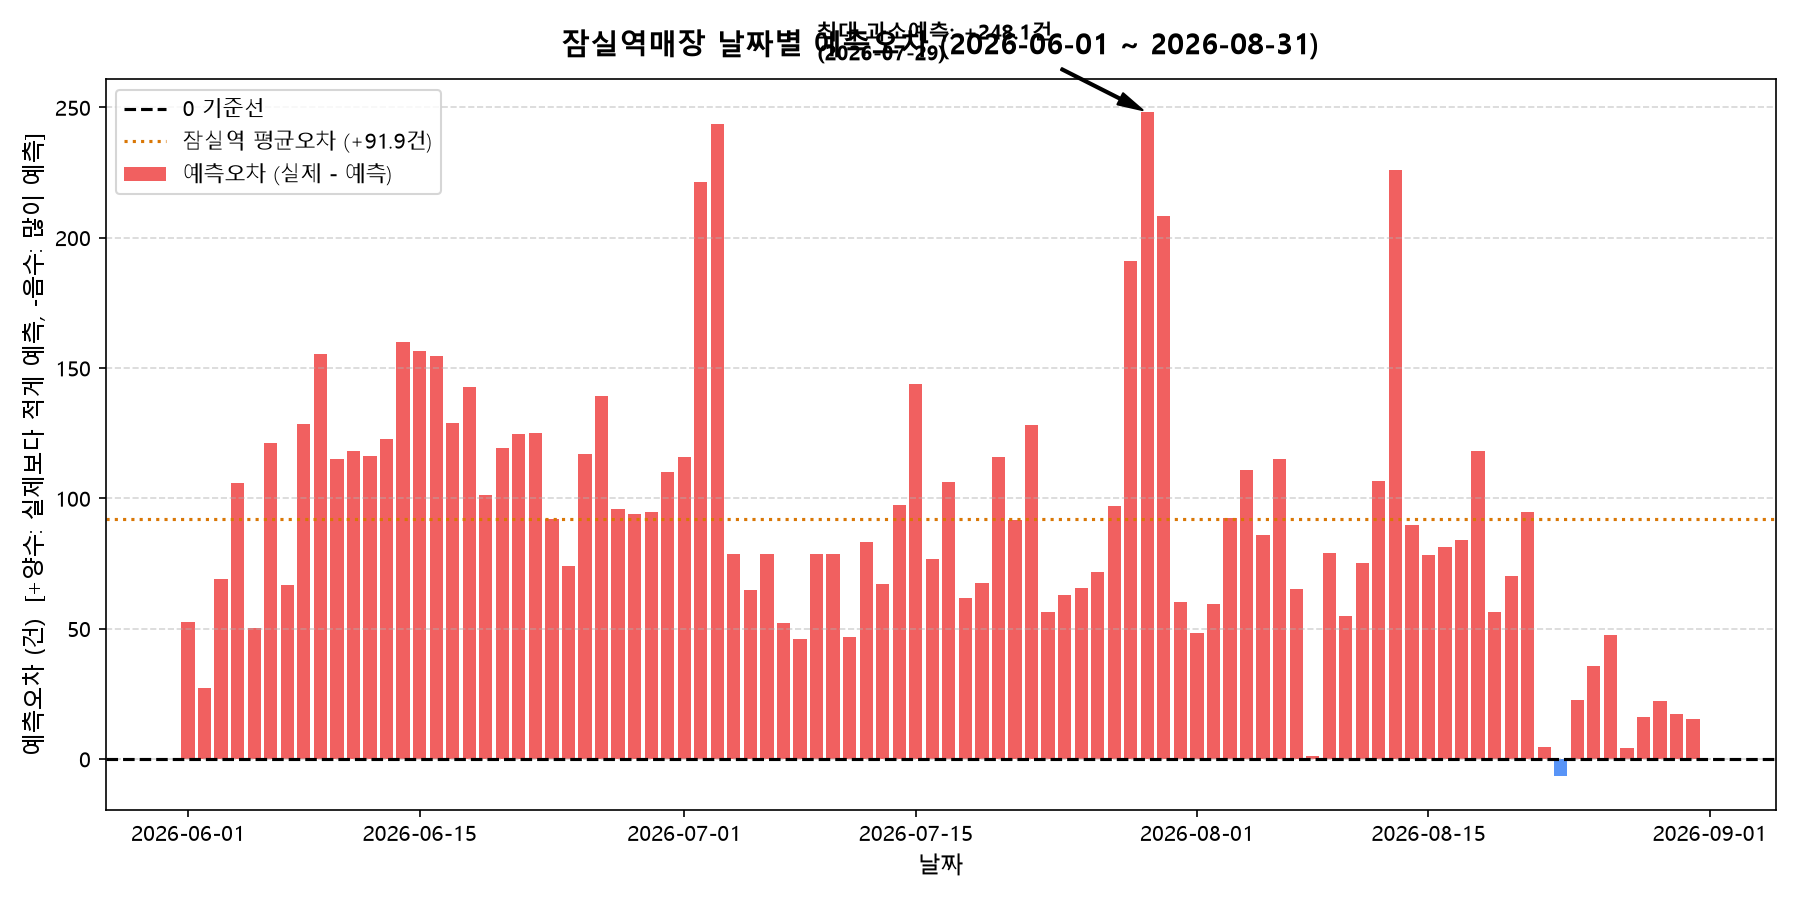 최대 과소예측: +248.1건
(2026-07-29)
잠실역매장 날짜별 예측오차 (2026-06-01 ~ 2026-08-31)
0 기준선
잠실역 평균오차 (+91.9건)
예측오차 (실제 - 예측)
예측오차 (건)  [+양수: 실제보다 적게 예측, -음수: 많이 예측]
250
200
150
100
50
0
2026-06-01
2026-06-15
2026-07-01
2026-07-15
2026-08-01
2026-08-15
2026-09-01
날짜